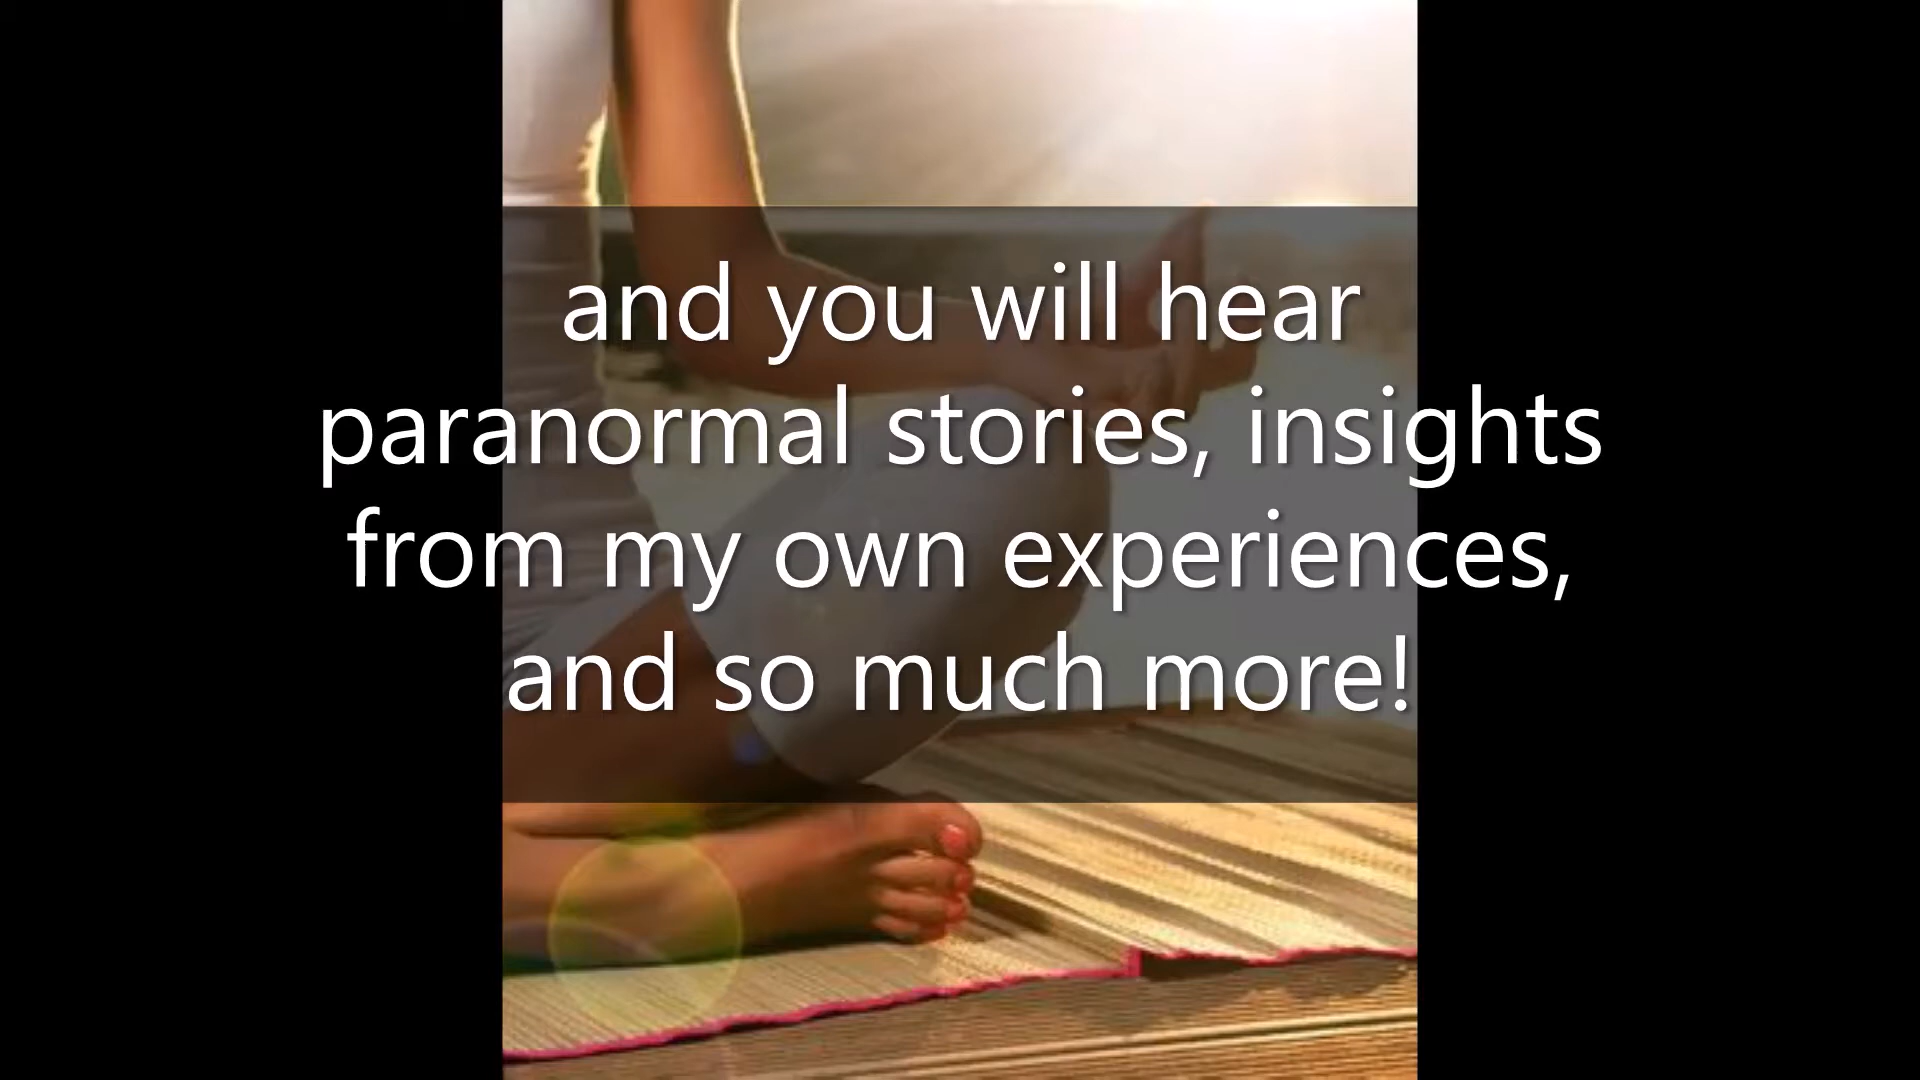 and you will hear
paranormal stories, insights
from my own experiences,
and so much more!